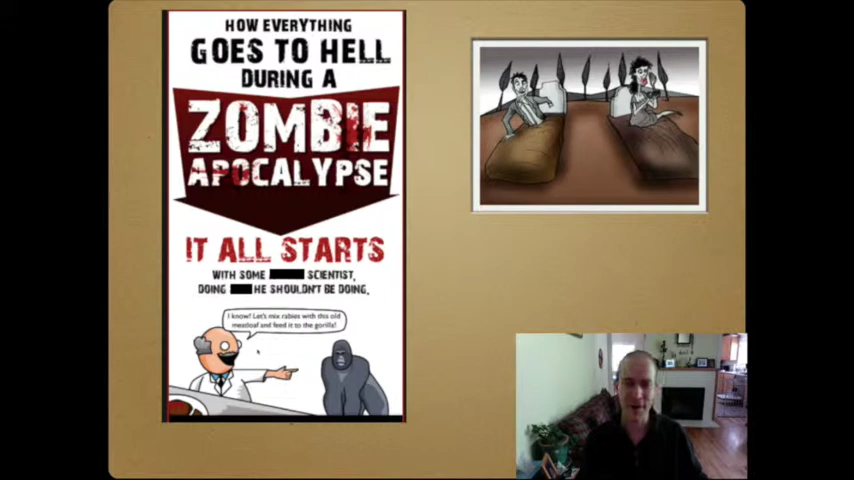 HOW EVERYTHING
GOES TO HELL
DURING A
ZOMBIE
APOCALYPSE
IT ALL STARTS
WITH SOME SCIENTIST,
DOING HE SHOULDN'T BE DOING.
I know! Let's mix rabies with this old
meatloaf and feed it to the gorilla!